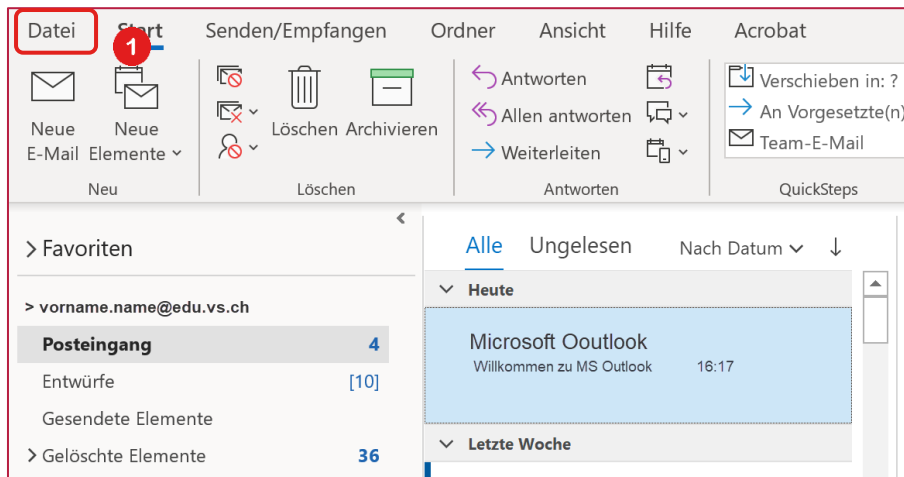 Datei Start Senden/Empfangen Ordner Ansicht Hilfe Acrobat
1
Neue E-Mail
Neue Elemente
Löschen
Archivieren
Antworten
Allen antworten
Weiterleiten
Verschieben in: ?
An Vorgesetzte(n)
Team-E-Mail
Neu
Löschen
Antworten
QuickSteps
Favoriten
> vorname.name@edu.vs.ch
Posteingang 4
Entwürfe [10]
Gesendete Elemente
Gelöschte Elemente 36
Alle Ungelesen Nach Datum
Heute
Microsoft Ooutlook
Willkommen zu MS Outlook 16:17
Letzte Woche